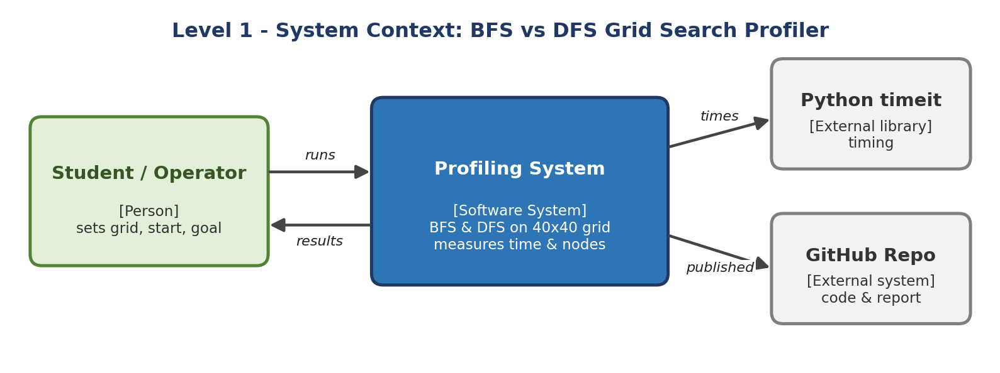 Level 1 - System Context: BFS vs DFS Grid Search Profiler
Student / Operator
[Person]
sets grid, start, goal
runs
results
Profiling System
[Software System]
BFS & DFS on 40x40 grid
measures time & nodes
times
published
Python timeit
[External library]
timing
GitHub Repo
[External system]
code & report